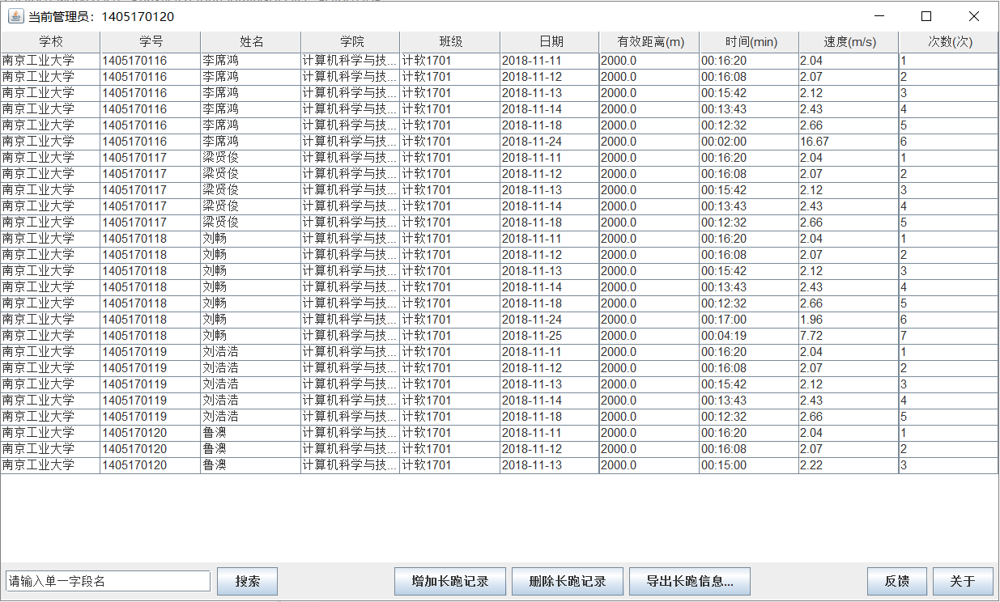 当前管理员：1405170120
学校 学号 姓名 学院 班级 日期 有效距离(m) 时间(min) 速度(m/s) 次数(次)
南京工业大学 1405170116 李席鸿 计算机科学与技... 计软1701 2018-11-11 2000.0 00:16:20 2.04 1
南京工业大学 1405170116 李席鸿 计算机科学与技... 计软1701 2018-11-12 2000.0 00:16:08 2.07 2
南京工业大学 1405170116 李席鸿 计算机科学与技... 计软1701 2018-11-13 2000.0 00:15:42 2.12 3
南京工业大学 1405170116 李席鸿 计算机科学与技... 计软1701 2018-11-14 2000.0 00:13:43 2.43 4
南京工业大学 1405170116 李席鸿 计算机科学与技... 计软1701 2018-11-18 2000.0 00:12:32 2.66 5
南京工业大学 1405170116 李席鸿 计算机科学与技... 计软1701 2018-11-24 2000.0 00:02:00 16.67 6
南京工业大学 1405170117 梁贤俊 计算机科学与技... 计软1701 2018-11-11 2000.0 00:16:20 2.04 1
南京工业大学 1405170117 梁贤俊 计算机科学与技... 计软1701 2018-11-12 2000.0 00:16:08 2.07 2
南京工业大学 1405170117 梁贤俊 计算机科学与技... 计软1701 2018-11-13 2000.0 00:15:42 2.12 3
南京工业大学 1405170117 梁贤俊 计算机科学与技... 计软1701 2018-11-14 2000.0 00:13:43 2.43 4
南京工业大学 1405170117 梁贤俊 计算机科学与技... 计软1701 2018-11-18 2000.0 00:12:32 2.66 5
南京工业大学 1405170118 刘畅 计算机科学与技... 计软1701 2018-11-11 2000.0 00:16:20 2.04 1
南京工业大学 1405170118 刘畅 计算机科学与技... 计软1701 2018-11-12 2000.0 00:16:08 2.07 2
南京工业大学 1405170118 刘畅 计算机科学与技... 计软1701 2018-11-13 2000.0 00:15:42 2.12 3
南京工业大学 1405170118 刘畅 计算机科学与技... 计软1701 2018-11-14 2000.0 00:13:43 2.43 4
南京工业大学 1405170118 刘畅 计算机科学与技... 计软1701 2018-11-18 2000.0 00:12:32 2.66 5
南京工业大学 1405170118 刘畅 计算机科学与技... 计软1701 2018-11-24 2000.0 00:17:00 1.96 6
南京工业大学 1405170118 刘畅 计算机科学与技... 计软1701 2018-11-25 2000.0 00:04:19 7.72 7
南京工业大学 1405170119 刘浩浩 计算机科学与技... 计软1701 2018-11-11 2000.0 00:16:20 2.04 1
南京工业大学 1405170119 刘浩浩 计算机科学与技... 计软1701 2018-11-12 2000.0 00:16:08 2.07 2
南京工业大学 1405170119 刘浩浩 计算机科学与技... 计软1701 2018-11-13 2000.0 00:15:42 2.12 3
南京工业大学 1405170119 刘浩浩 计算机科学与技... 计软1701 2018-11-14 2000.0 00:13:43 2.43 4
南京工业大学 1405170119 刘浩浩 计算机科学与技... 计软1701 2018-11-18 2000.0 00:12:32 2.66 5
南京工业大学 1405170120 鲁澳 计算机科学与技... 计软1701 2018-11-11 2000.0 00:16:20 2.04 1
南京工业大学 1405170120 鲁澳 计算机科学与技... 计软1701 2018-11-12 2000.0 00:16:08 2.07 2
南京工业大学 1405170120 鲁澳 计算机科学与技... 计软1701 2018-11-13 2000.0 00:15:00 2.22 3
请输入单一字段名 搜索 增加长跑记录 删除长跑记录 导出长跑信息... 反馈 关于